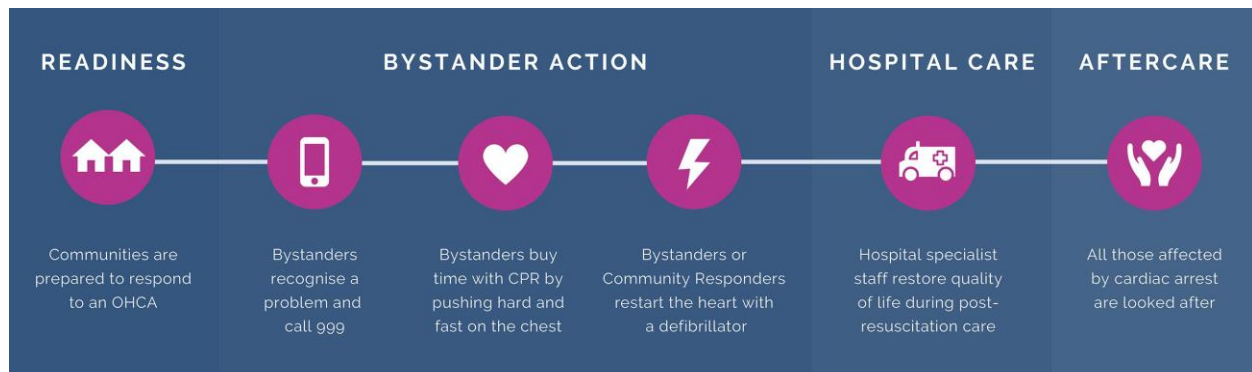 READINESS
BYSTANDER ACTION
HOSPITAL CARE
AFTERCARE
Communities are
prepared to respond
to an OHCA
Bystanders
recognise a
problem and
call 999
Bystanders buy
time with CPR by
pushing hard and
fast on the chest
Bystanders or
Community Responders
restart the heart with
a defibrillator
Hospital specialist
staff restore quality
of life during post-
resuscitation care
All those affected
by cardiac arrest
are looked after